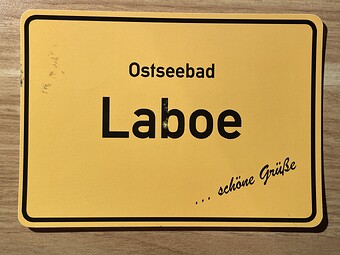 Ostseebad
Laboe
... schöne Grüße